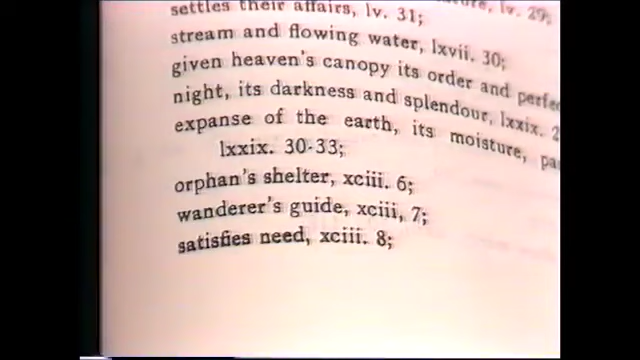 settles their affairs, lv. 31;
stream and flowing water, lxvii. 30;
given heaven's canopy its order and
night, its darkness and splendour, lxxix.
expanse of the earth, its moisture,
lxxix. 30-33;
orphan's shelter, xciii. 6;
wanderer's guide, xciii, 7;
satisfies need, xciii. 8;